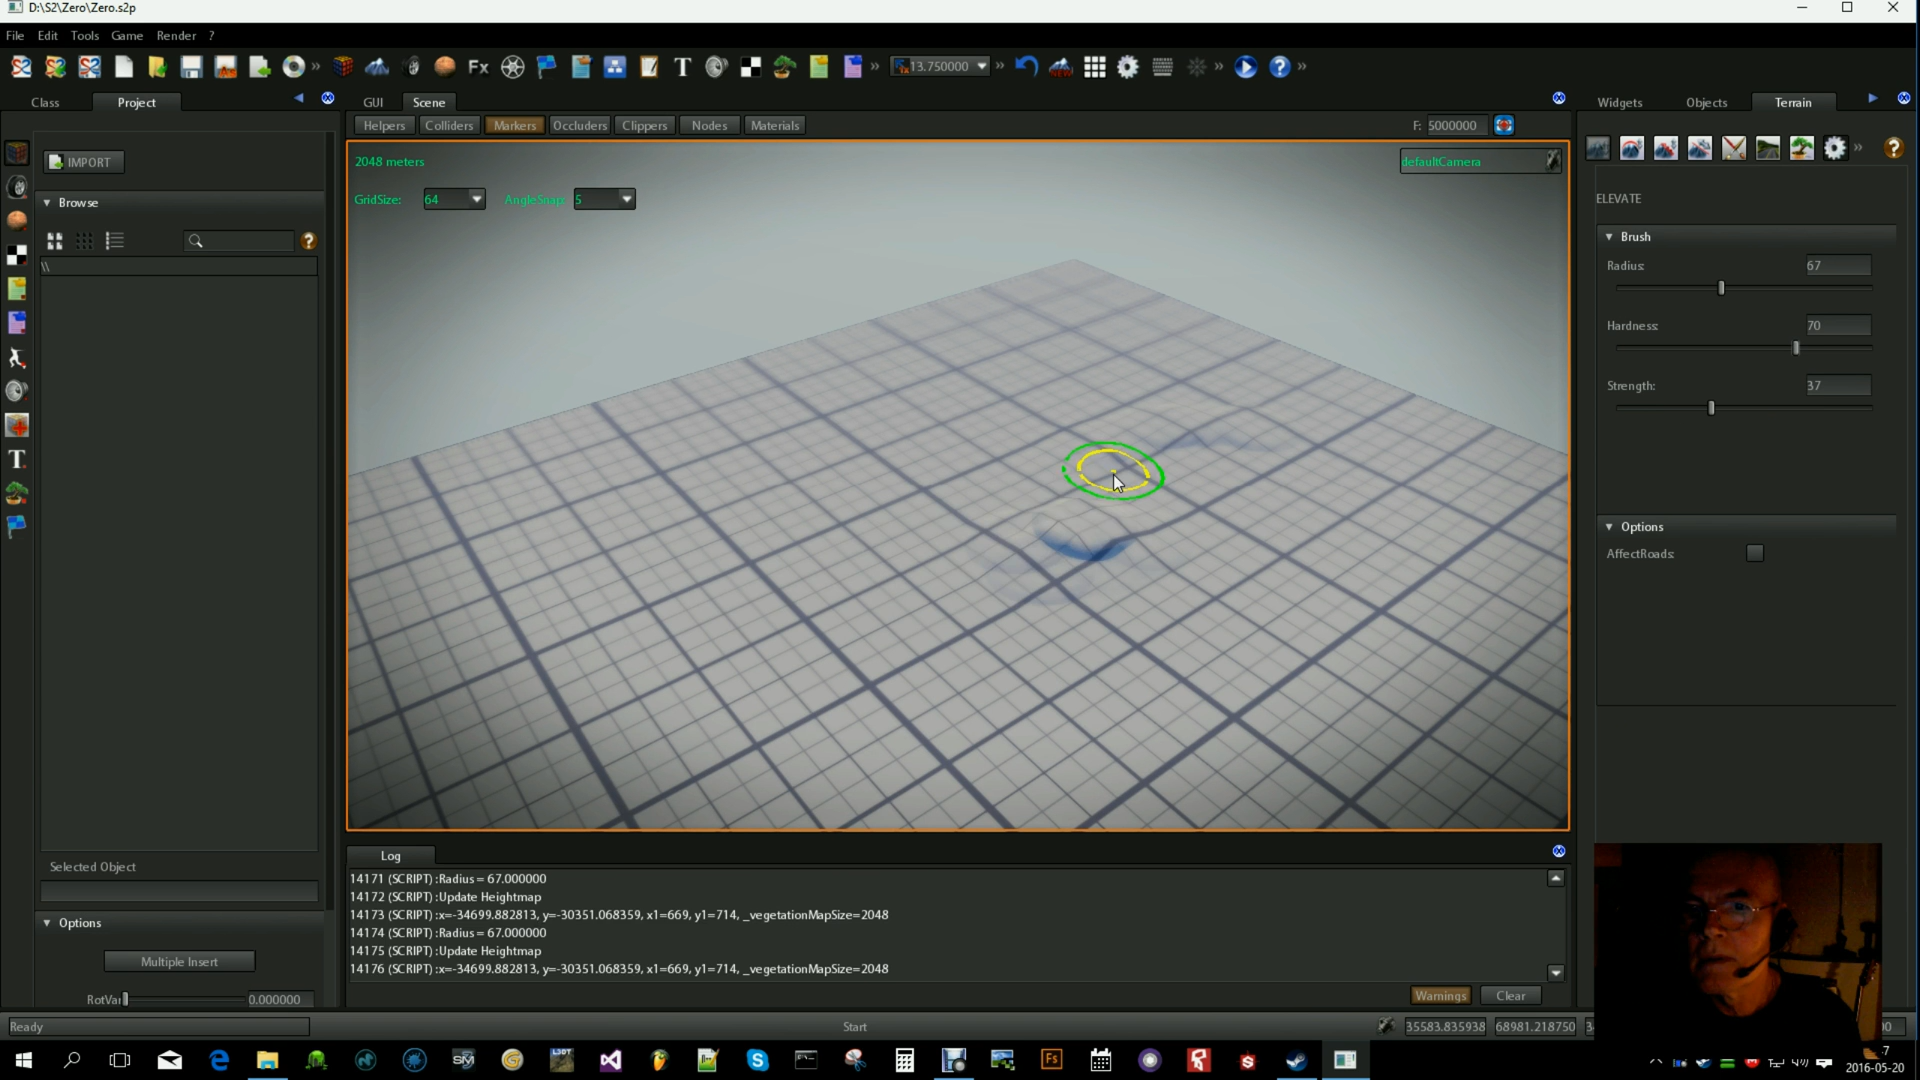 D:\S2\Zero\Zero.s2p
File Edit Tools Game Render ?
Fx T 13.750000
Class Project GUI Scene Widgets Objects Terrain
Helpers Colliders Markers Occluders Clippers Nodes Materials F: 5000000
IMPORT
2048 meters
defaultCamera
GridSize: 64 AngleSnap: 5
Browse
\\
ELEVATE
Brush
Radius: 67
Hardness: 70
Strength: 37
Options
AffectRoads:
Selected Object
Options
Multiple Insert
RotVar 0.000000
Log
14171 (SCRIPT) :Radius = 67.000000
14172 (SCRIPT) :Update Heightmap
14173 (SCRIPT) :x=-34699.882813, y=-30351.068359, x1=669, y1=714, _vegetationMapSize=2048
14174 (SCRIPT) :Radius = 67.000000
14175 (SCRIPT) :Update Heightmap
14176 (SCRIPT) :x=-34699.882813, y=-30351.068359, x1=669, y1=714, _vegetationMapSize=2048
Warnings Clear
Ready Start 35583.835938 68981.218750
2016-05-20